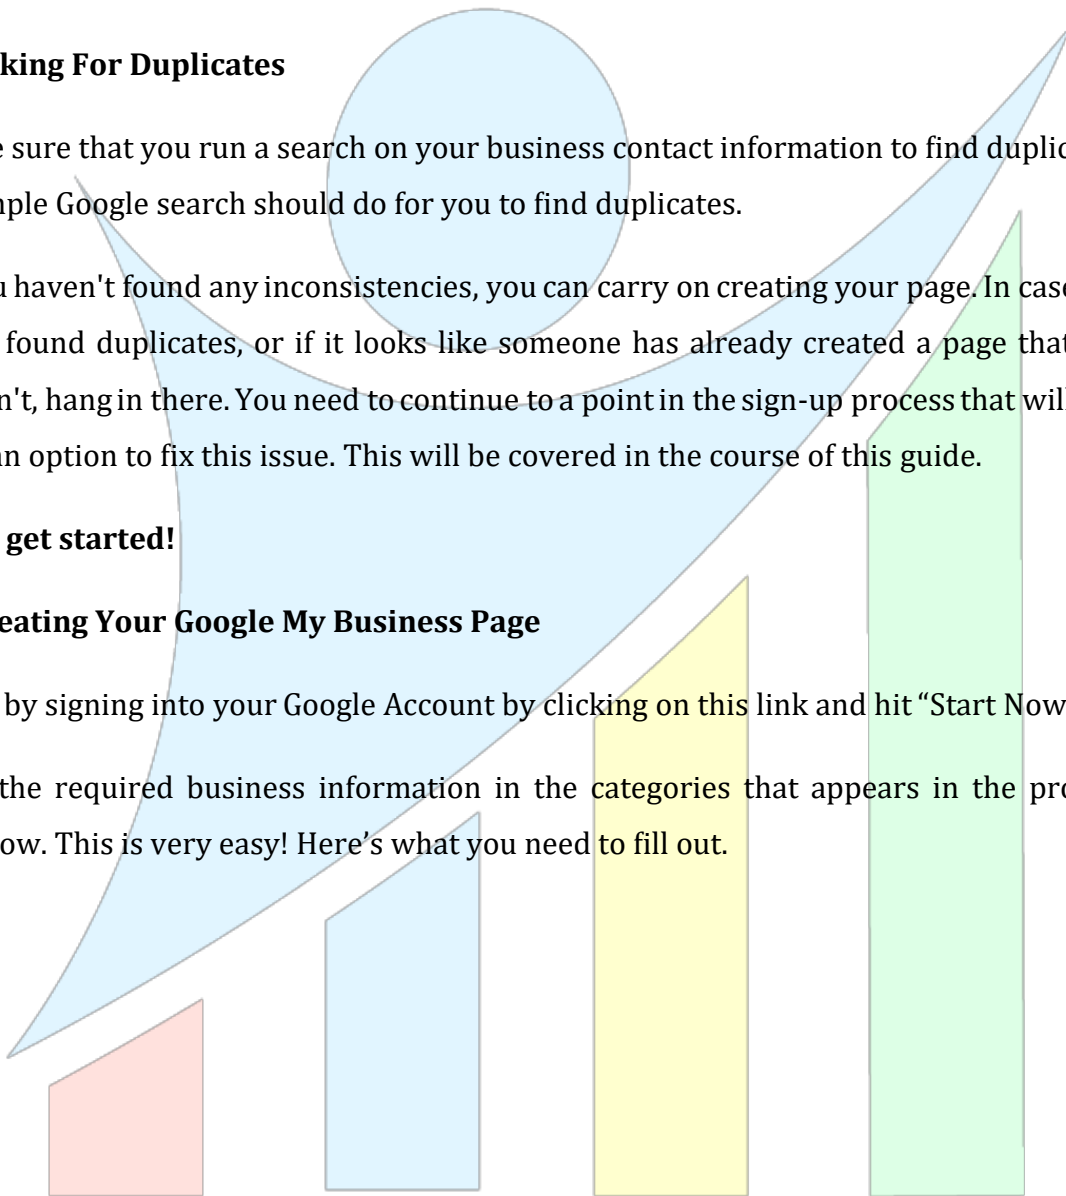 king For Duplicates
e sure that you run a search on your business contact information to find duplic
mple Google search should do for you to find duplicates.
u haven't found any inconsistencies, you can carry on creating your page. In case
found duplicates, or if it looks like someone has already created a page that
n't, hang in there. You need to continue to a point in the sign-up process that will
an option to fix this issue. This will be covered in the course of this guide.
get started!
eating Your Google My Business Page
by signing into your Google Account by clicking on this link and hit “Start Now
the required business information in the categories that appears in the pro
ow. This is very easy! Here’s what you need to fill out.